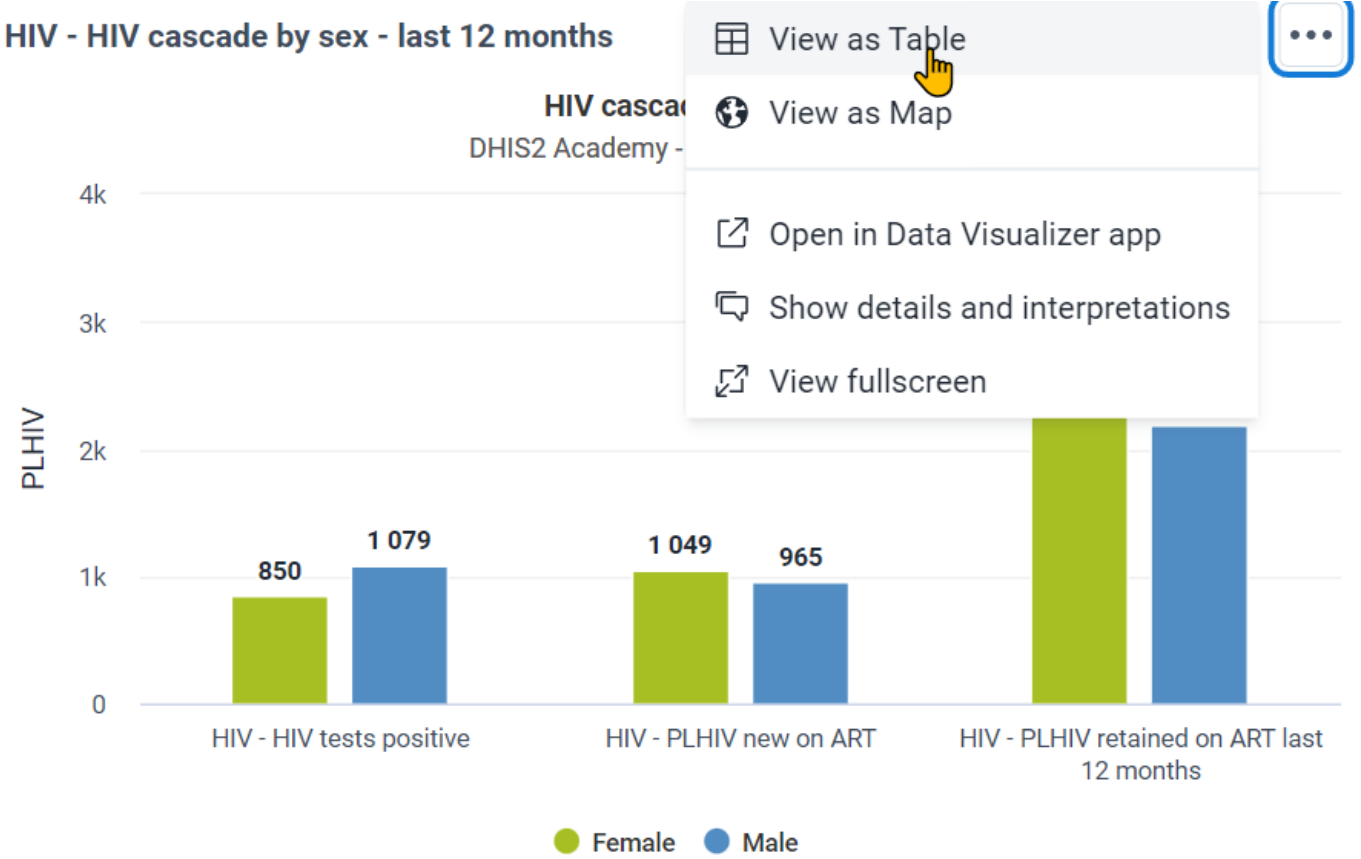 HIV - HIV cascade by sex - last 12 months
View as Table
View as Map
Open in Data Visualizer app
Show details and interpretations
View fullscreen
HIV
DHIS2 Academy -
4k
3k
2k
1k
0
PLHIV
850
1 079
1 049
965
HIV - HIV tests positive
HIV - PLHIV new on ART
HIV - PLHIV retained on ART last
12 months
Female
Male